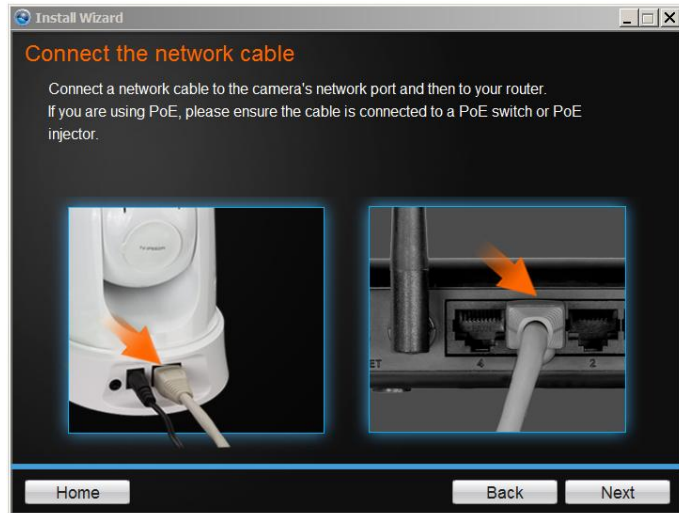 Install Wizard
Connect the network cable
Connect a network cable to the camera's network port and then to your router.
If you are using PoE, please ensure the cable is connected to a PoE switch or PoE
injector.
ET
4
2
Home
Back
Next